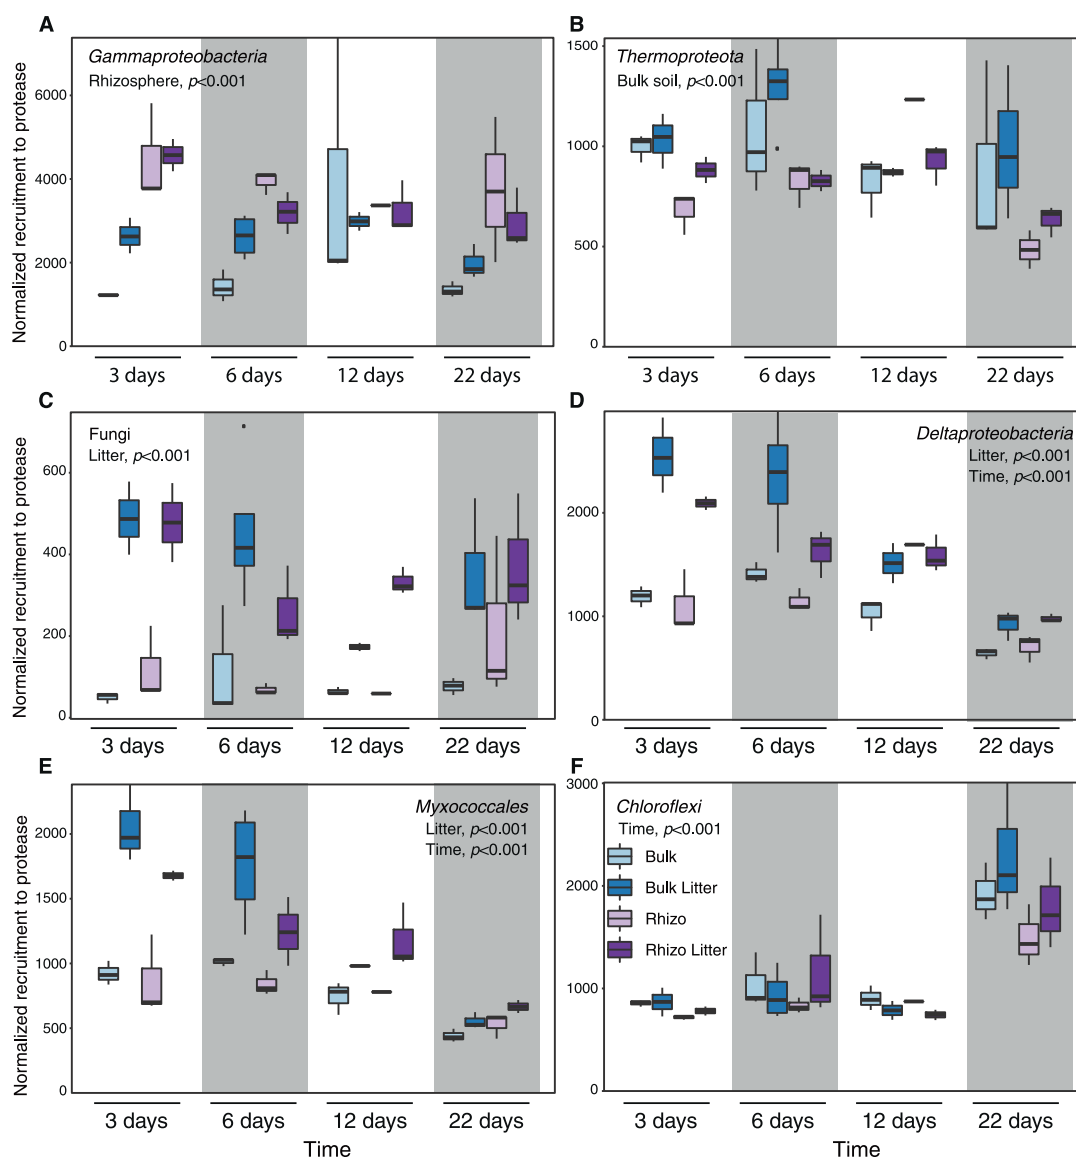 A
Normalized recruitment to protease
Gammaproteobacteria
Rhizosphere, p<0.001
6000
4000
2000
0
3 days
6 days
12 days
22 days
B
Thermoproteota
Bulk soil, p<0.001
1500
1000
500
0
3 days
6 days
12 days
22 days
C
Normalized recruitment to protease
Fungi
Litter, p<0.001
600
400
200
0
3 days
6 days
12 days
22 days
D
Deltaproteobacteria
Litter, p<0.001
Time, p<0.001
2000
1000
0
3 days
6 days
12 days
22 days
E
Normalized recruitment to protease
Myxococcales
Litter, p<0.001
Time, p<0.001
2000
1500
1000
500
0
3 days
6 days
12 days
22 days
Time
F
Chloroflexi
Time, p<0.001
Bulk
Bulk Litter
Rhizo
Rhizo Litter
3000
2000
1000
0
3 days
6 days
12 days
22 days
Time